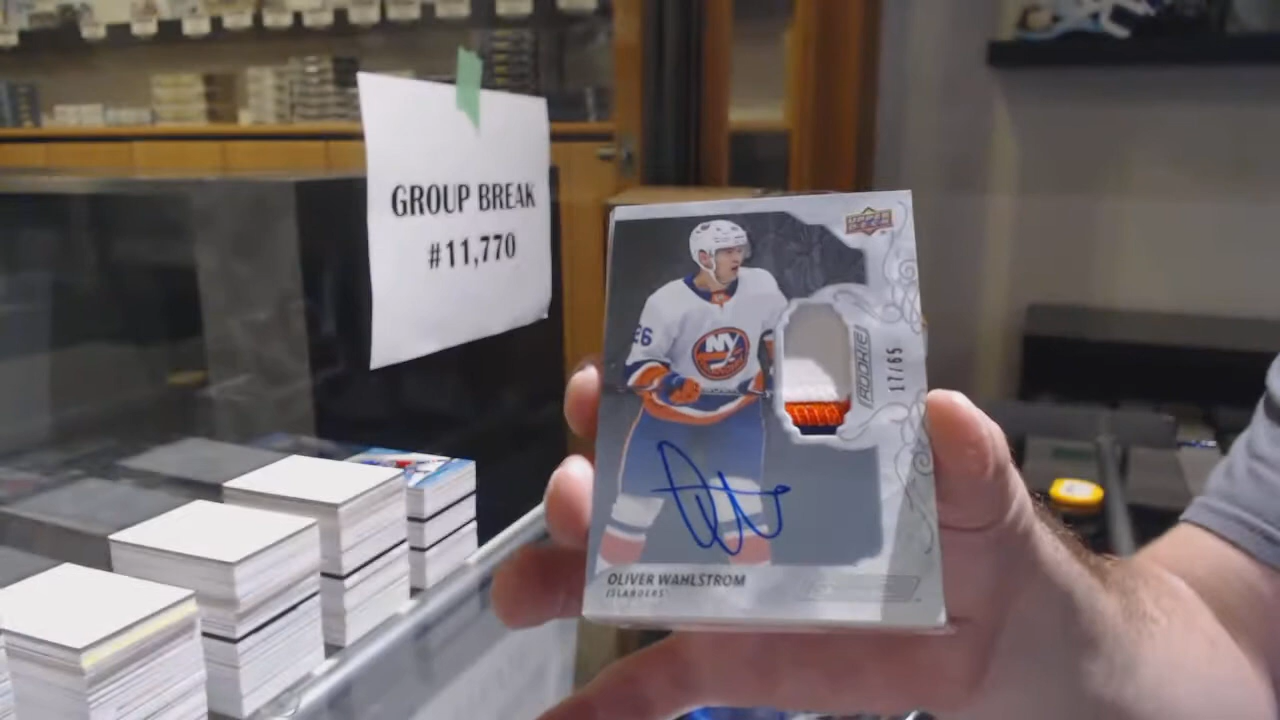 GROUP BREAK
#11,770
UPPER DECK
26
NY
ROOKIE
17/65
OLIVER WAHLSTROM
ISLANDERS